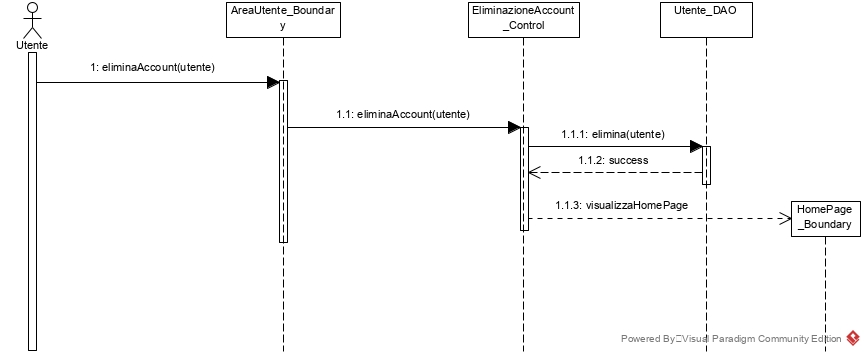 Utente
AreaUtente_Boundar
y
EliminazioneAccount
_Control
Utente_DAO
1: eliminaAccount(utente)
1.1: eliminaAccount(utente)
1.1.1: elimina(utente)
1.1.2: success
1.1.3: visualizzaHomePage
HomePage
_Boundary
Powered By Visual Paradigm Community Edition